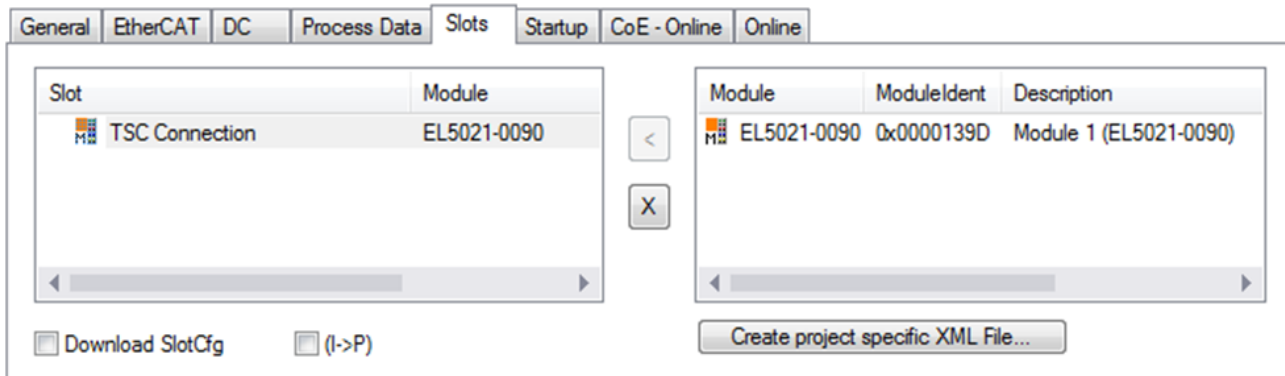 General EtherCAT DC Process Data Slots Startup CoE - Online Online
Slot Module
TSC Connection EL5021-0090
<
X
Module ModuleIdent Description
EL5021-0090 0x0000139D Module 1 (EL5021-0090)
Download SlotCfg (I->P)
Create project specific XML File...